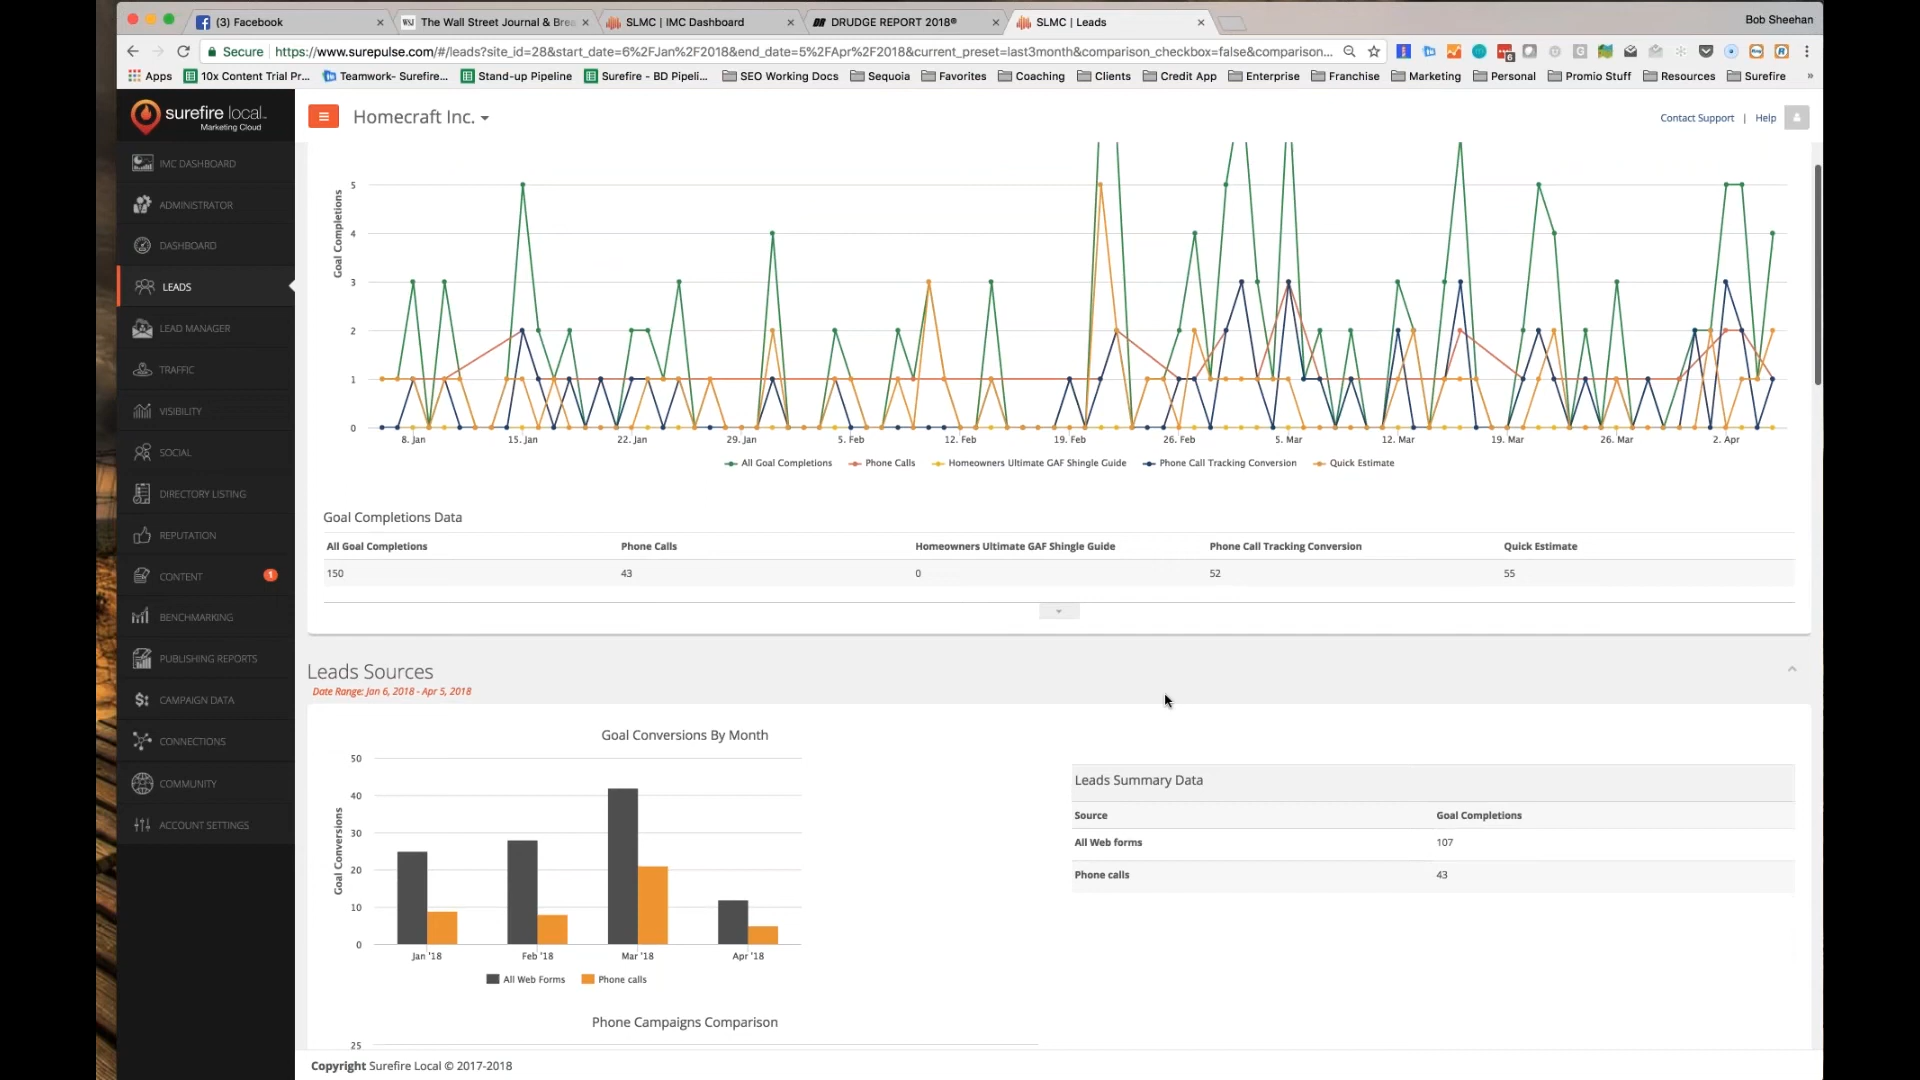 (3) Facebook
The Wall Street Journal & Brea
SLMC | IMC Dashboard
DRUDGE REPORT 2018®
SLMC | Leads
Bob Sheehan
Secure
https://www.surepulse.com/#/leads?site_id=28&start_date=6%2FJan%2F2018&end_date=5%2FApr%2F2018&current_preset=last3month&comparison_checkbox=false&comparison...
Apps 10x Content Trial Pr... Teamwork- Surefire... Stand-up Pipeline Surefire - BD Pipeli... SEO Working Docs Sequoia Favorites Coaching Clients Credit App Enterprise Franchise Marketing Personal Promio Stuff Resources Surefire »
surefire local
Marketing Cloud
Homecraft Inc.
Contact Support | Help
IMC DASHBOARD
ADMINISTRATOR
DASHBOARD
LEADS
LEAD MANAGER
TRAFFIC
VISIBILITY
SOCIAL
DIRECTORY LISTING
REPUTATION
CONTENT 1
BENCHMARKING
PUBLISHING REPORTS
CAMPAIGN DATA
CONNECTIONS
COMMUNITY
ACCOUNT SETTINGS
Goal Completions
5
4
3
2
1
0
8. Jan 15. Jan 22. Jan 29. Jan 5. Feb 12. Feb 19. Feb 26. Feb 5. Mar 12. Mar 19. Mar 26. Mar 2. Apr
All Goal Completions Phone Calls Homeowners Ultimate GAF Shingle Guide Phone Call Tracking Conversion Quick Estimate
Goal Completions Data
All Goal Completions Phone Calls Homeowners Ultimate GAF Shingle Guide Phone Call Tracking Conversion Quick Estimate
150 43 0 52 55
Leads Sources
Date Range: Jan 6, 2018 - Apr 5, 2018
Goal Conversions By Month
Goal Conversions
50
40
30
20
10
0
Jan '18 Feb '18 Mar '18 Apr '18
All Web Forms Phone calls
Leads Summary Data
Source Goal Completions
All Web forms 107
Phone calls 43
Phone Campaigns Comparison
25
Copyright Surefire Local © 2017-2018